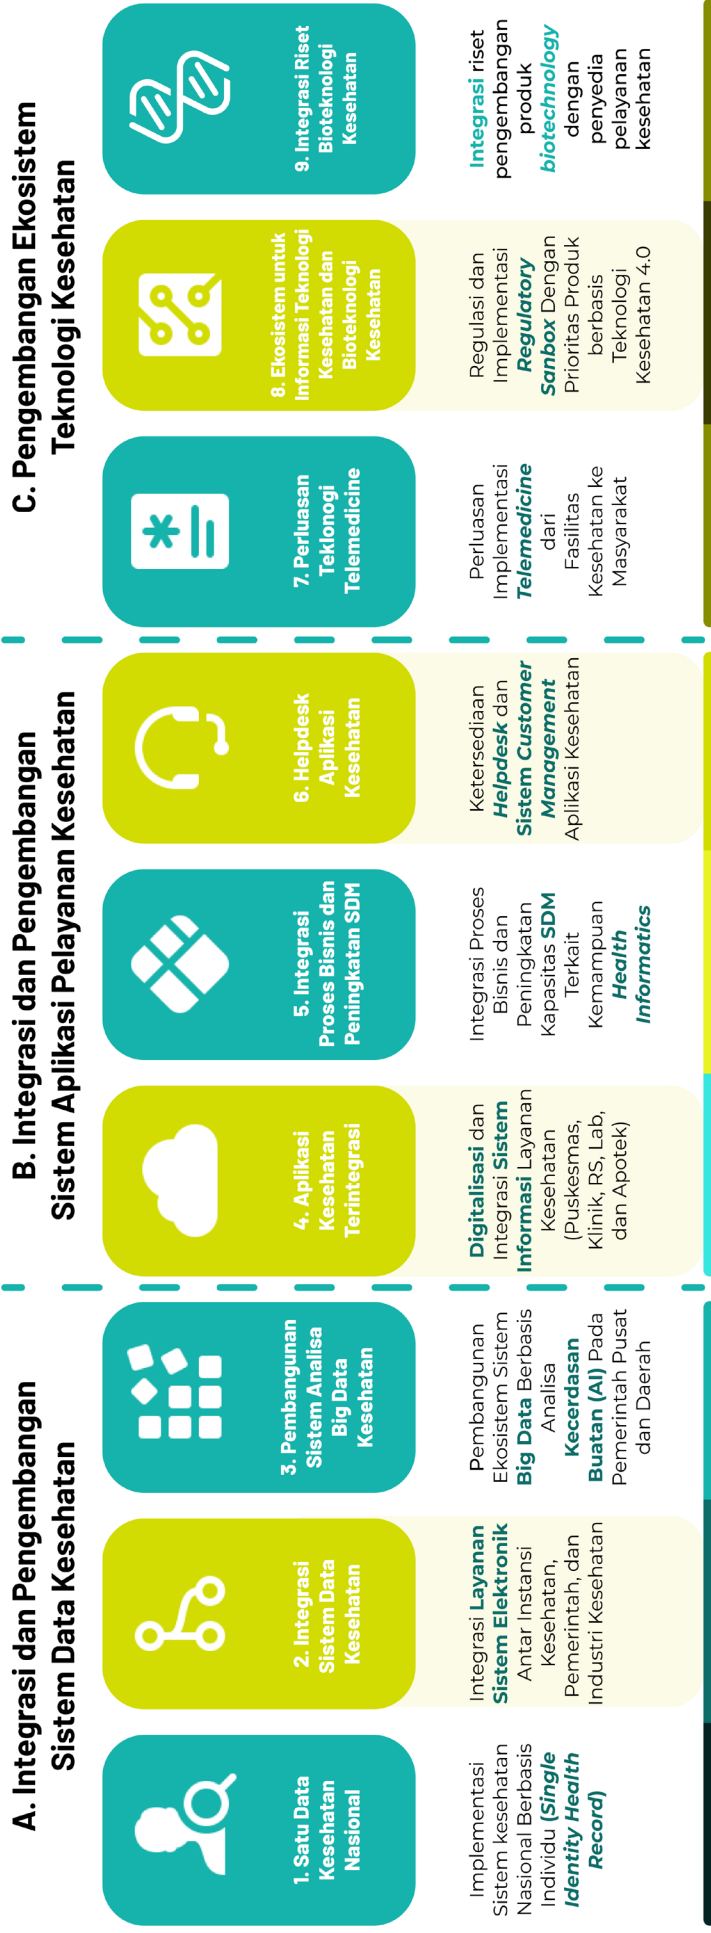 A. Integrasi dan Pengembangan
Sistem Data Kesehatan
1. Satu Data
Kesehatan
Nasional
Implementasi
Sistem kesehatan
Nasional Berbasis
Individu (Single
Identity Health
Record)
2. Integrasi
Sistem Data
Kesehatan
Integrasi Layanan
Sistem Elektronik
Antar Instansi
Kesehatan,
Pemerintah, dan
Industri Kesehatan
3. Pembangunan
Sistem Analisa
Big Data
Kesehatan
Pembangunan
Ekosistem Sistem
Big Data Berbasis
Analisa
Kecerdasan
Buatan (AI) Pada
Pemerintah Pusat
dan Daerah
B. Integrasi dan Pengembangan
Sistem Aplikasi Pelayanan Kesehatan
4. Aplikasi
Kesehatan
Terintegrasi
Digitalisasi dan
Integrasi Sistem
Informasi Layanan
Kesehatan
(Puskesmas,
Klinik, RS, Lab,
dan Apotek)
5. Integrasi
Proses Bisnis dan
Peningkatan SDM
Integrasi Proses
Bisnis dan
Peningkatan
Kapasitas SDM
Terkait
Kemampuan
Health
Informatics
6. Helpdesk
Aplikasi
Kesehatan
Ketersediaan
Helpdesk dan
Sistem Customer
Management
Aplikasi Kesehatan
C. Pengembangan Ekosistem
Teknologi Kesehatan
7. Perluasan
Teklonogi
Telemedicine
Perluasan
Implementasi
Telemedicine
dari
Fasilitas
Kesehatan ke
Masyarakat
8. Ekosistem untuk
Informasi Teknologi
Kesehatan dan
Bioteknologi
Kesehatan
Regulasi dan
Implementasi
Regulatory
Sanbox Dengan
Prioritas Produk
berbasis
Teknologi
Kesehatan 4.0
9. Integrasi Riset
Bioteknologi
Kesehatan
Integrasi riset
pengembangan
produk
biotechnology
dengan
penyedia
pelayanan
kesehatan